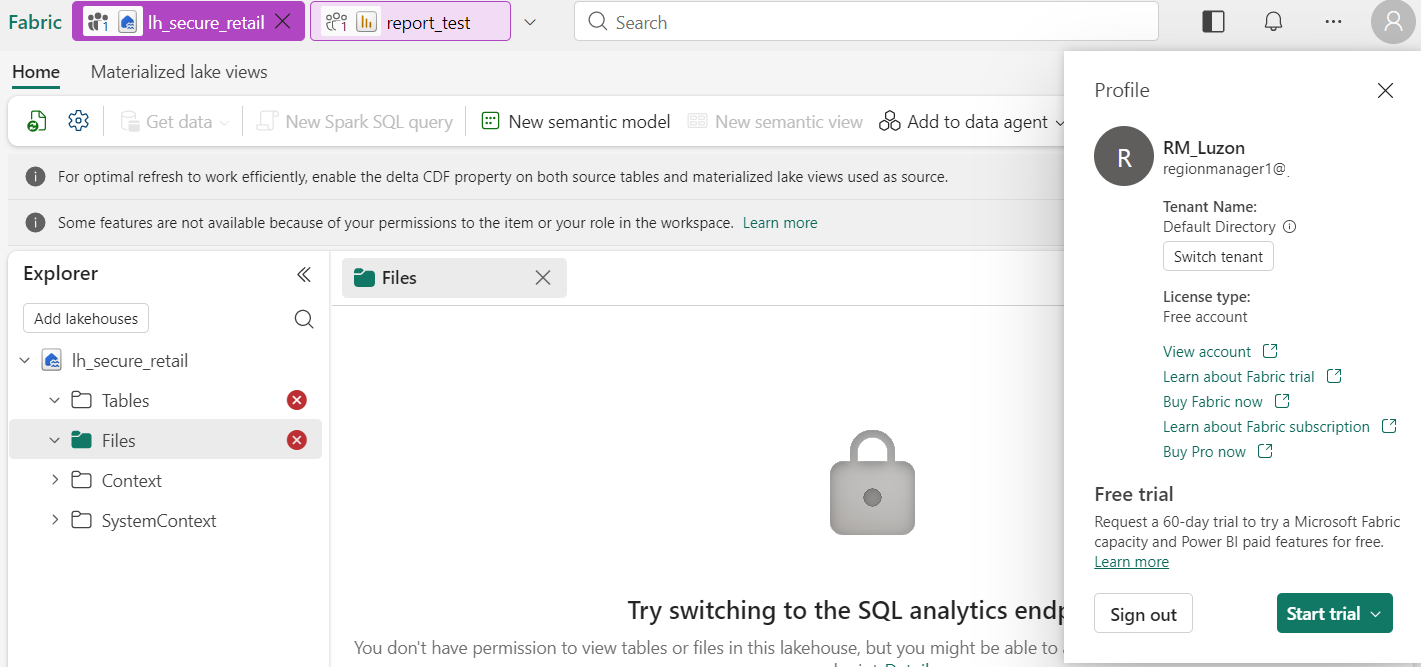 Fabric
1
lh_secure_retail
1
report_test
Search
Home
Materialized lake views
Get data
New Spark SQL query
New semantic model
New semantic view
Add to data agent
For optimal refresh to work efficiently, enable the delta CDF property on both source tables and materialized lake views used as source.
Some features are not available because of your permissions to the item or your role in the workspace. Learn more
Explorer
Add lakehouses
lh_secure_retail
Tables
Files
Context
SystemContext
Files
Try switching to the SQL analytics
You don't have permission to view tables or files in this lakehouse, but you might be able to
Profile
R
RM_Luzon
regionmanager1@
Tenant Name:
Default Directory
Switch tenant
License type:
Free account
View account
Learn about Fabric trial
Buy Fabric now
Learn about Fabric subscription
Buy Pro now
Free trial
Request a 60-day trial to try a Microsoft Fabric
capacity and Power BI paid features for free.
Learn more
Sign out
Start trial